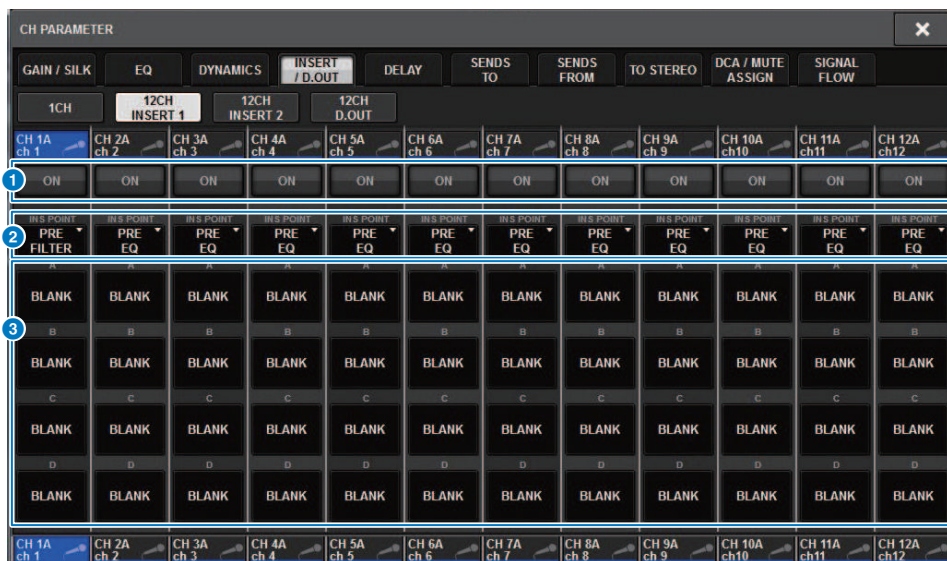 CH PARAMETER ×
GAIN / SILK EQ DYNAMICS INSERT / D.OUT DELAY SENDS TO SENDS FROM TO STEREO DCA / MUTE ASSIGN SIGNAL FLOW
1CH 12CH INSERT 1 12CH INSERT 2 12CH D.OUT
CH 1A CH 2A CH 3A CH 4A CH 5A CH 6A CH 7A CH 8A CH 9A CH 10A CH 11A CH 12A
ch 1 ch 2 ch 3 ch 4 ch 5 ch 6 ch 7 ch 8 ch 9 ch10 ch11 ch12
1 ON ON ON ON ON ON ON ON ON ON ON ON
INS POINT INS POINT INS POINT INS POINT INS POINT INS POINT INS POINT INS POINT INS POINT INS POINT INS POINT INS POINT
2 PRE PRE PRE PRE PRE PRE PRE PRE PRE PRE PRE PRE
FILTER EQ EQ EQ EQ EQ EQ EQ EQ EQ EQ EQ
A A A A A A A A A A A A
BLANK BLANK BLANK BLANK BLANK BLANK BLANK BLANK BLANK BLANK BLANK BLANK
3 B B B B B B B B B B B B
BLANK BLANK BLANK BLANK BLANK BLANK BLANK BLANK BLANK BLANK BLANK BLANK
C C C C C C C C C C C C
BLANK BLANK BLANK BLANK BLANK BLANK BLANK BLANK BLANK BLANK BLANK BLANK
D D D D D D D D D D D D
BLANK BLANK BLANK BLANK BLANK BLANK BLANK BLANK BLANK BLANK BLANK BLANK
CH 1A CH 2A CH 3A CH 4A CH 5A CH 6A CH 7A CH 8A CH 9A CH 10A CH 11A CH 12A
ch 1 ch 2 ch 3 ch 4 ch 5 ch 6 ch 7 ch 8 ch 9 ch10 ch11 ch12